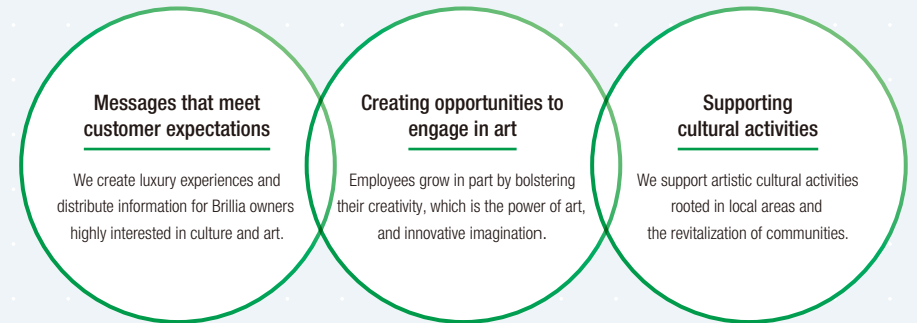 Messages that meet
customer expectations
We create luxury experiences and
distribute information for Brillia owners
highly interested in culture and art.
Creating opportunities to
engage in art
Employees grow in part by bolstering
their creativity, which is the power of art,
and innovative imagination.
Supporting
cultural activities
We support artistic cultural activities
rooted in local areas and
the revitalization of communities.